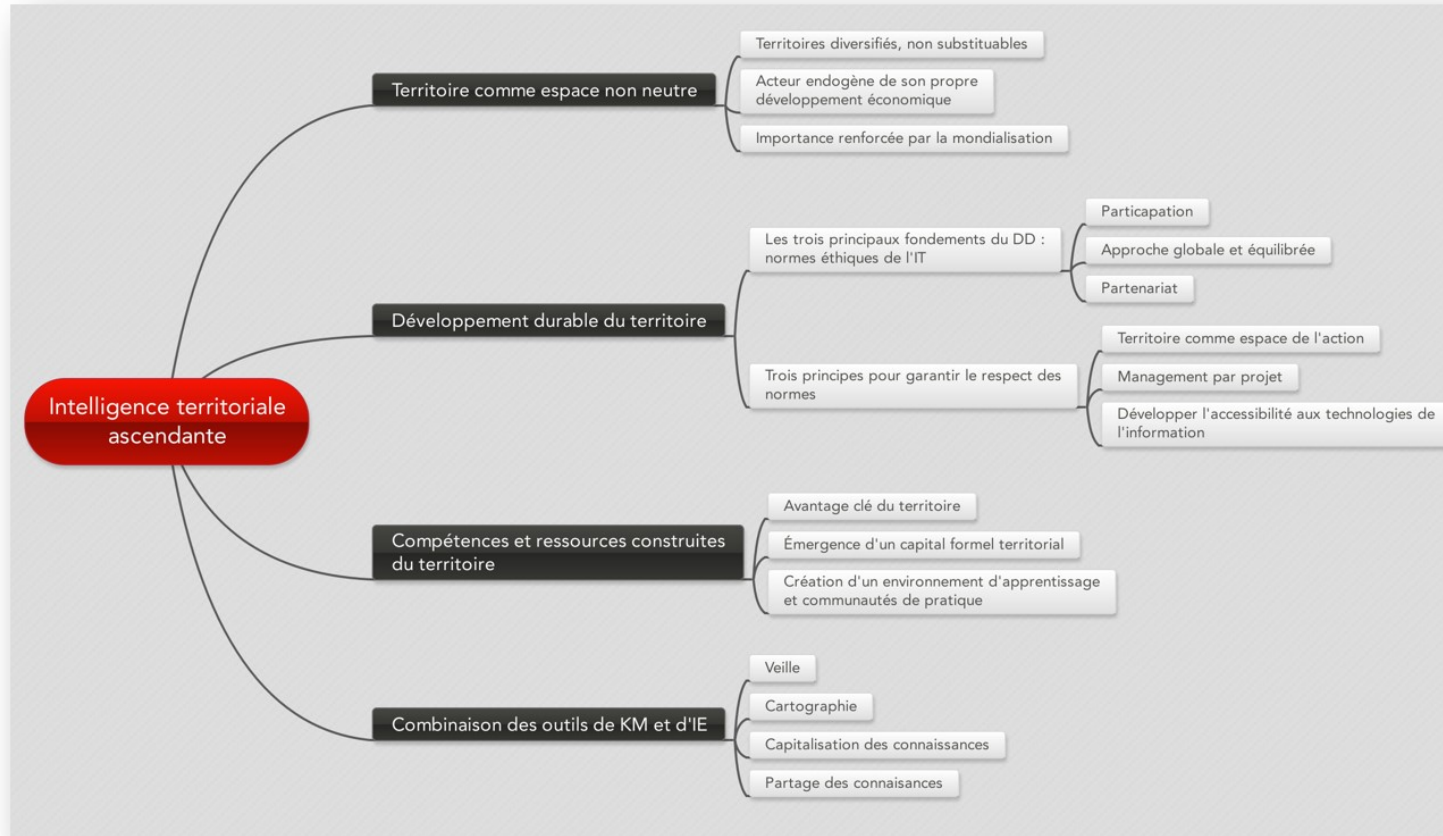 Intelligence territoriale
ascendante
Territoire comme espace non neutre
Territoires diversifiés, non substituables
Acteur endogène de son propre
développement économique
Importance renforcée par la mondialisation
Développement durable du territoire
Les trois principaux fondements du DD :
normes éthiques de l'IT
Particapation
Approche globale et équilibrée
Partenariat
Trois principes pour garantir le respect des
normes
Territoire comme espace de l'action
Management par projet
Développer l'accessibilité aux technologies de
l'information
Compétences et ressources construites
du territoire
Avantage clé du territoire
Émergence d'un capital formel territorial
Création d'un environnement d'apprentissage
et communautés de pratique
Combinaison des outils de KM et d'IE
Veille
Cartographie
Capitalisation des connaissances
Partage des connaisances